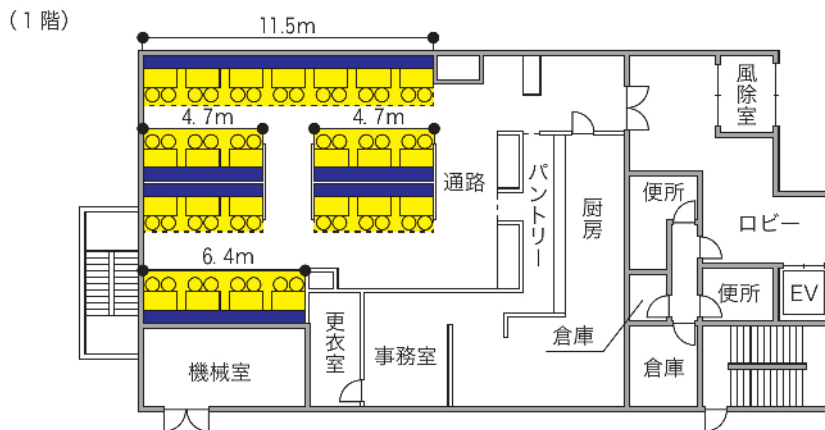 (1階)
11.5m
4.7m
4.7m
6.4m
通路
パントリー
厨房
風除室
便所
ロビー
便所
EV
倉庫
倉庫
更衣室
事務室
機械室